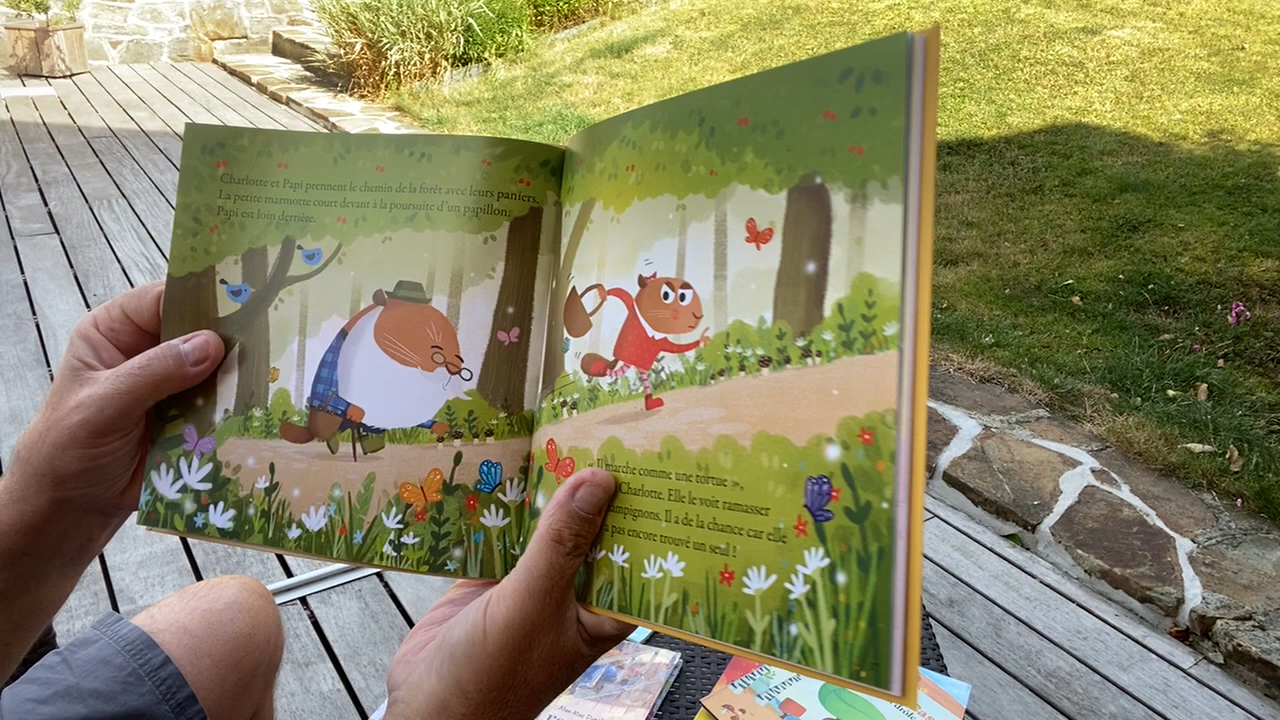 Charlotte et Papi prennent le chemin de la forêt avec leurs paniers.
La petite marmotte court devant à la poursuite d'un papillon.
Papi est loin derrière.
« Il marche comme une tortue »,
Charlotte. Elle le voit ramasser
ampignons. Il a de la chance car elle
a pas encore trouvé un seul !